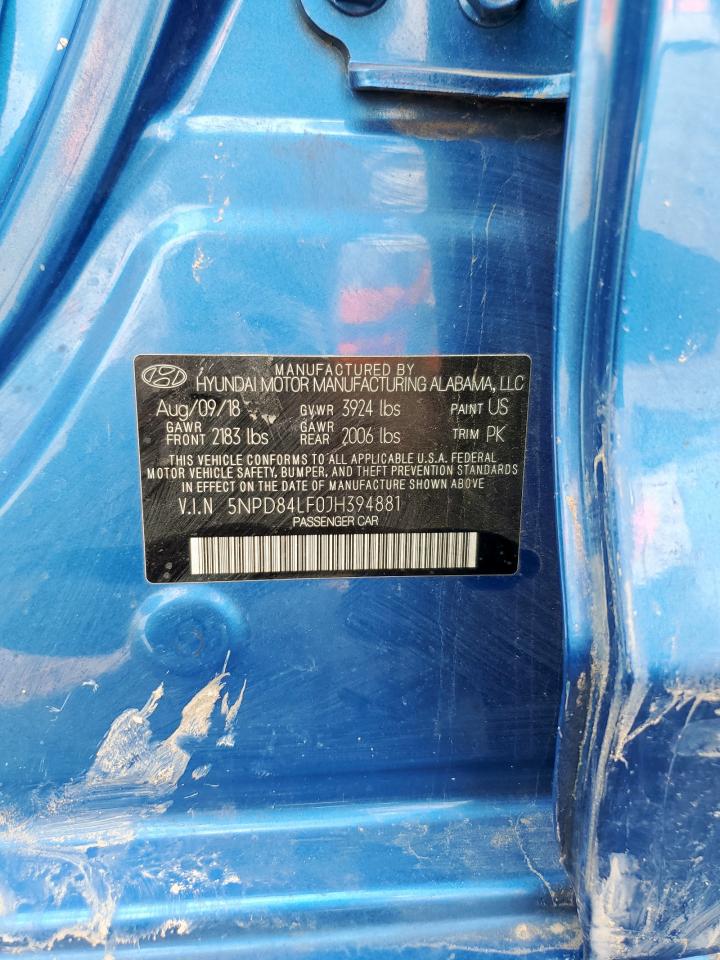 MANUFACTURED BY
HYUNDAI MOTOR MANUFACTURING ALABAMA, LLC
Aug/09/18 GVWR 3924 lbs PAINT US
GAWR FRONT 2183 lbs GAWR REAR 2006 lbs TRIM PK
THIS VEHICLE CONFORMS TO ALL APPLICABLE U.S.A. FEDERAL
MOTOR VEHICLE SAFETY, BUMPER, AND THEFT PREVENTION STANDARDS
IN EFFECT ON THE DATE OF MANUFACTURE SHOWN ABOVE
V.I.N 5NPD84LF0JH394881
PASSENGER CAR